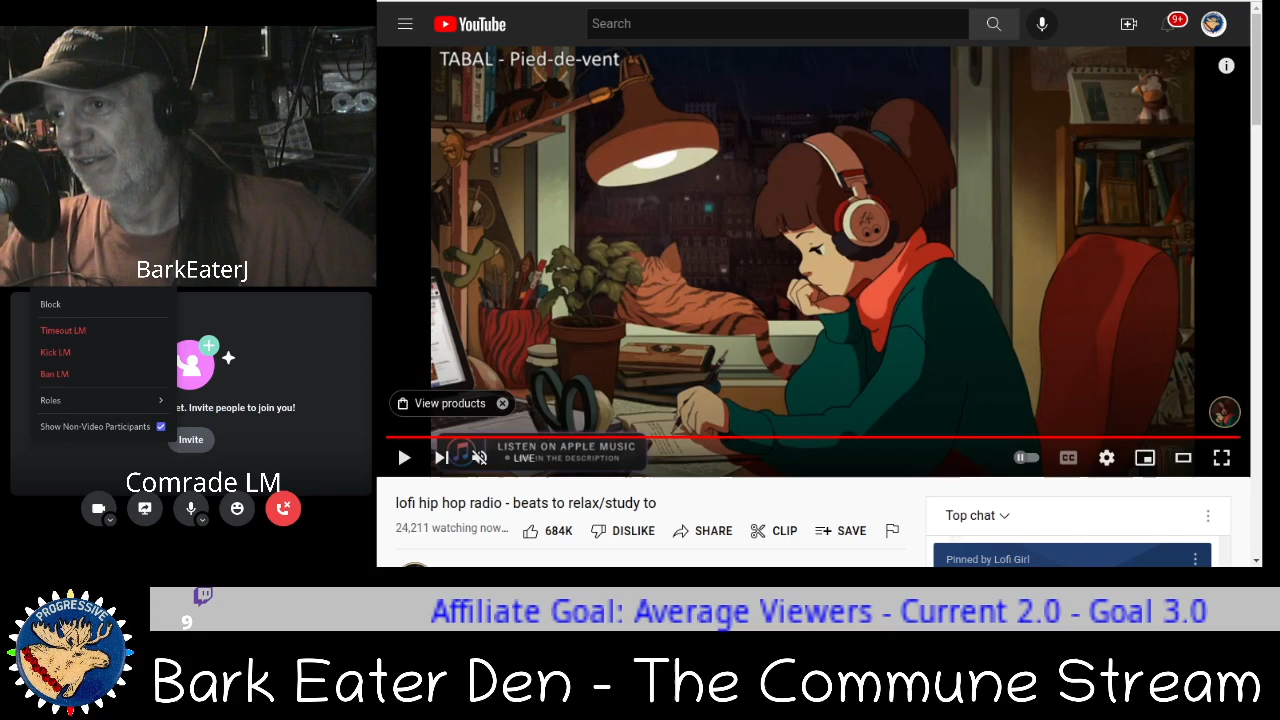 YouTube
Search
9+
TABAL - Pied-de-vent
BarkEaterJ
Block
Timeout LM
Kick LM
Ban LM
Roles
Show Non-Video Participants
et. Invite people to join you!
Invite
Comrade LM
View products
LISTEN ON APPLE MUSIC
IN THE DESCRIPTION
LIVE
CC
lofi hip hop radio - beats to relax/study to
24,211 watching now...
684K
DISLIKE
SHARE
CLIP
SAVE
Top chat
Pinned by Lofi Girl
PROGRESSIVE
9
Affiliate Goal: Average Viewers - Current 2.0 - Goal 3.0
Bark Eater Den - The Commune Stream